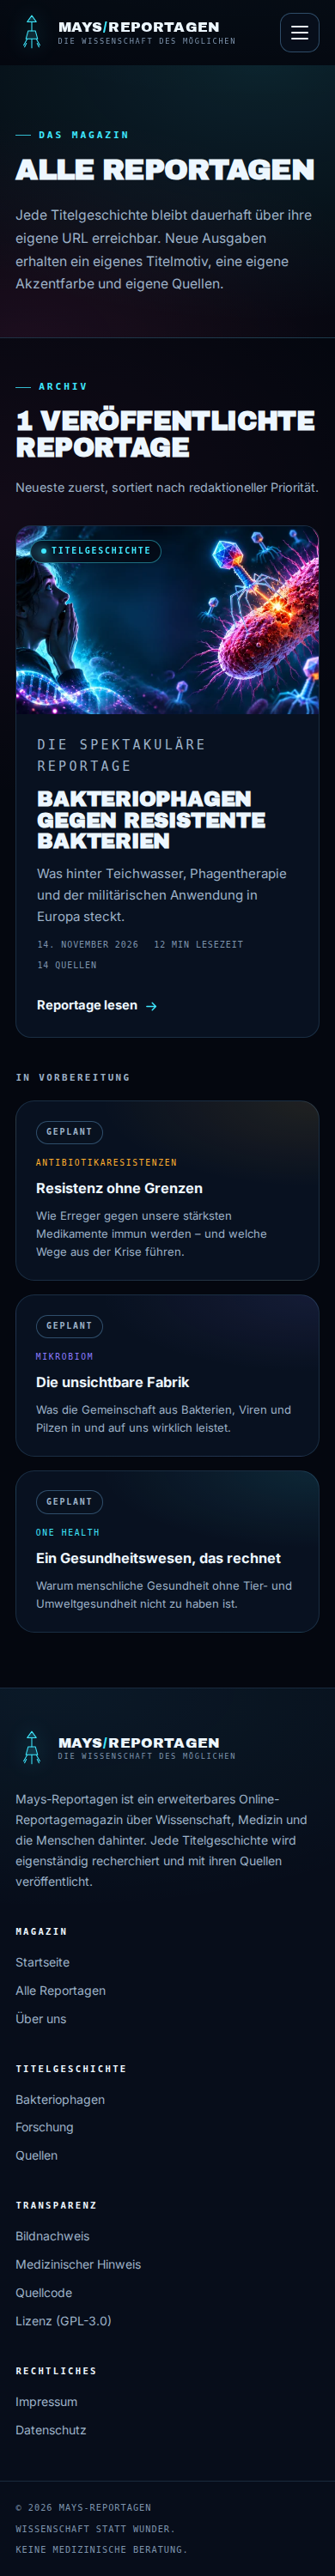 MAYS/REPORTAGEN
DIE WISSENSCHAFT DES MÖGLICHEN
DAS MAGAZIN
ALLE REPORTAGEN
Jede Titelgeschichte bleibt dauerhaft über ihre
eigene URL erreichbar. Neue Ausgaben
erhalten ein eigenes Titelmotiv, eine eigene
Akzentfarbe und eigene Quellen.
ARCHIV
1 VERÖFFENTLICHTE
REPORTAGE
Neueste zuerst, sortiert nach redaktioneller Priorität.
TITELGESCHICHTE
DIE SPEKTAKULÄRE
REPORTAGE
BAKTERIOPHAGEN
GEGEN RESISTENTE
BAKTERIEN
Was hinter Teichwasser, Phagentherapie
und der militärischen Anwendung in
Europa steckt.
14. NOVEMBER 2026 12 MIN LESEZEIT
14 QUELLEN
Reportage lesen →
IN VORBEREITUNG
GEPLANT
ANTIBIOTIKARESISTENZEN
Resistenz ohne Grenzen
Wie Erreger gegen unsere stärksten
Medikamente immun werden – und welche
Wege aus der Krise führen.
GEPLANT
MIKROBIOM
Die unsichtbare Fabrik
Was die Gemeinschaft aus Bakterien, Viren und
Pilzen in und auf uns wirklich leistet.
GEPLANT
ONE HEALTH
Ein Gesundheitswesen, das rechnet
Warum menschliche Gesundheit ohne Tier- und
Umweltgesundheit nicht zu haben ist.
MAYS/REPORTAGEN
DIE WISSENSCHAFT DES MÖGLICHEN
Mays-Reportagen ist ein erweiterbares Online-
Reportagemagazin über Wissenschaft, Medizin und
die Menschen dahinter. Jede Titelgeschichte wird
eigenständig recherchiert und mit ihren Quellen
veröffentlicht.
MAGAZIN
Startseite
Alle Reportagen
Über uns
TITELGESCHICHTE
Bakteriophagen
Forschung
Quellen
TRANSPARENZ
Bildnachweis
Medizinischer Hinweis
Quellcode
Lizenz (GPL-3.0)
RECHTLICHES
Impressum
Datenschutz
© 2026 MAYS-REPORTAGEN
WISSENSCHAFT STATT WUNDER.
KEINE MEDIZINISCHE BERATUNG.